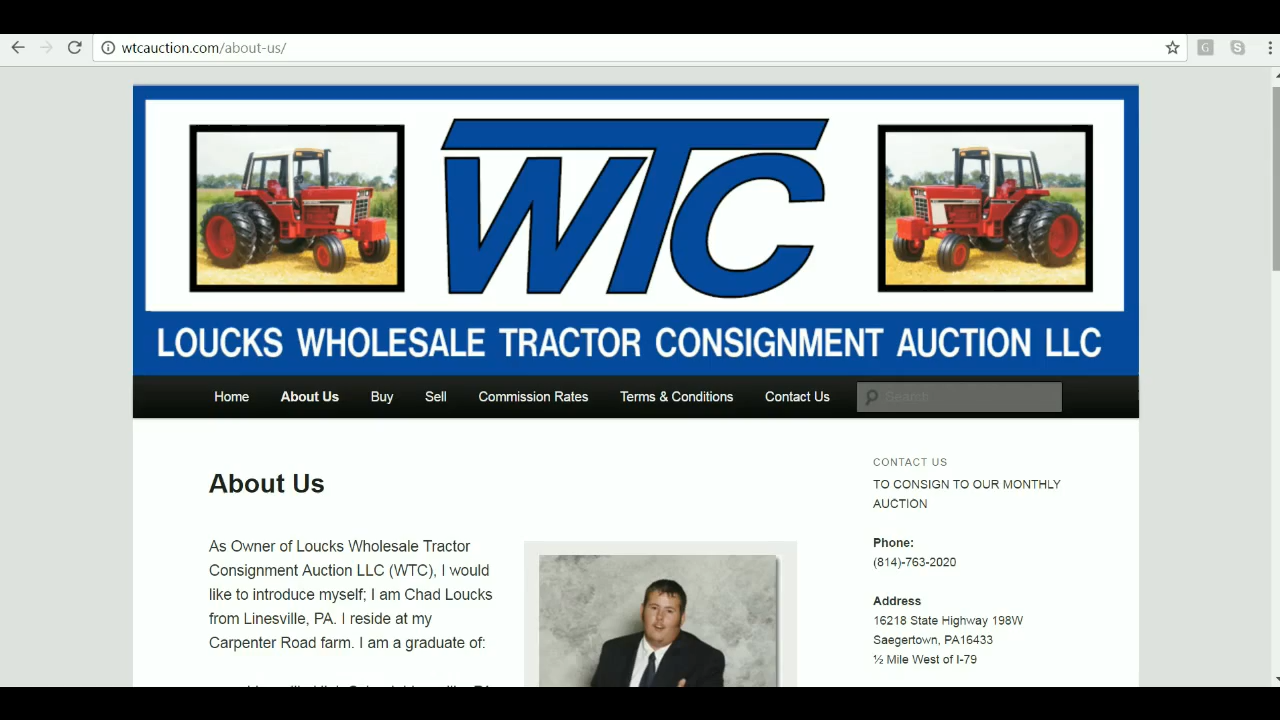 wtcauction.com/about-us/
G
S
WTC
LOUCKS WHOLESALE TRACTOR CONSIGNMENT AUCTION LLC
Home
About Us
Buy
Sell
Commission Rates
Terms & Conditions
Contact Us
Search
About Us
As Owner of Loucks Wholesale Tractor
Consignment Auction LLC (WTC), I would
like to introduce myself; I am Chad Loucks
from Linesville, PA. I reside at my
Carpenter Road farm. I am a graduate of:
CONTACT US
TO CONSIGN TO OUR MONTHLY
AUCTION
Phone:
(814)-763-2020
Address
16218 State Highway 198W
Saegertown, PA16433
½ Mile West of I-79